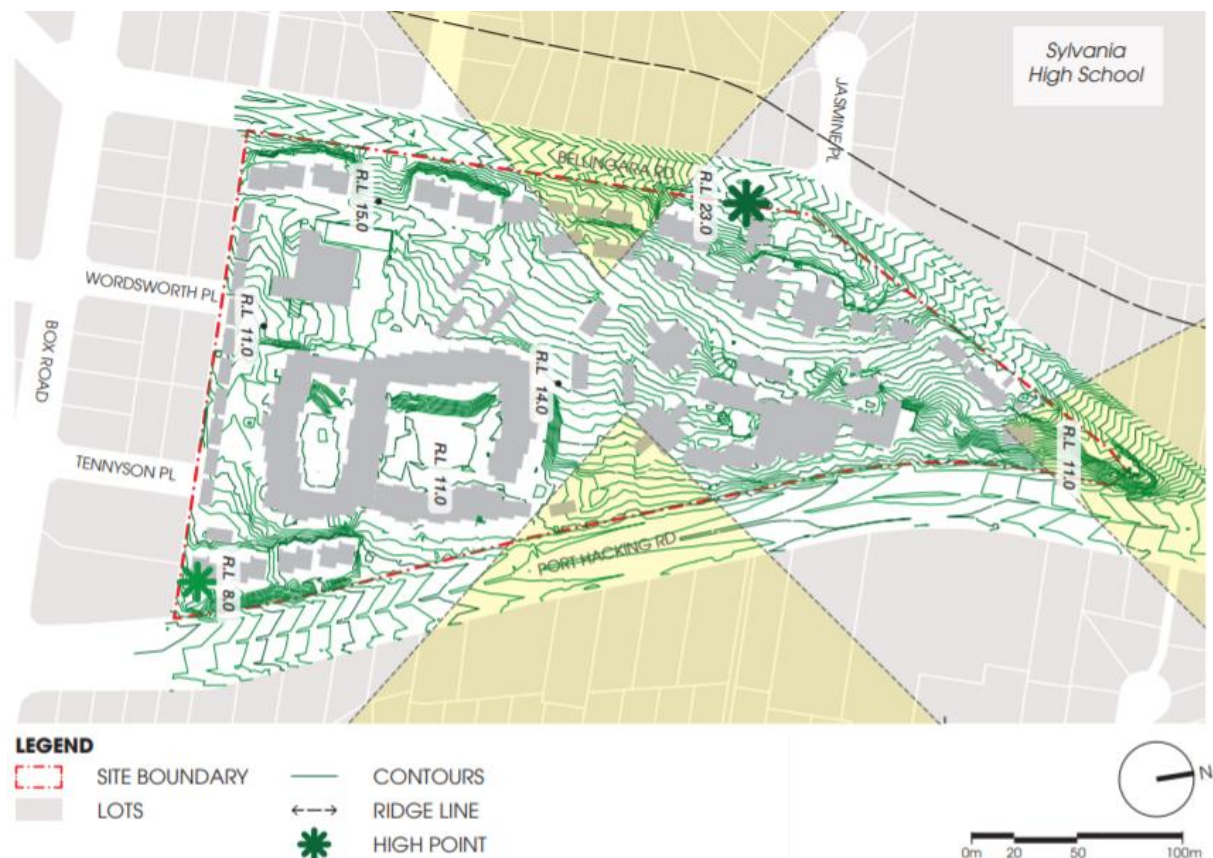 Sylvania
High School
JASMINE PL
BELLINGARA RD
R.L 15.0
R.L 23.0
WORDSWORTH PL
BOX ROAD
R.L 11.0
R.L 14.0
R.L 11.0
R.L 11.0
TENNYSON PL
PORT HACKING RD
R.L 8.0
LEGEND
SITE BOUNDARY
CONTOURS
LOTS
RIDGE LINE
HIGH POINT
N
0m 20 50 100m